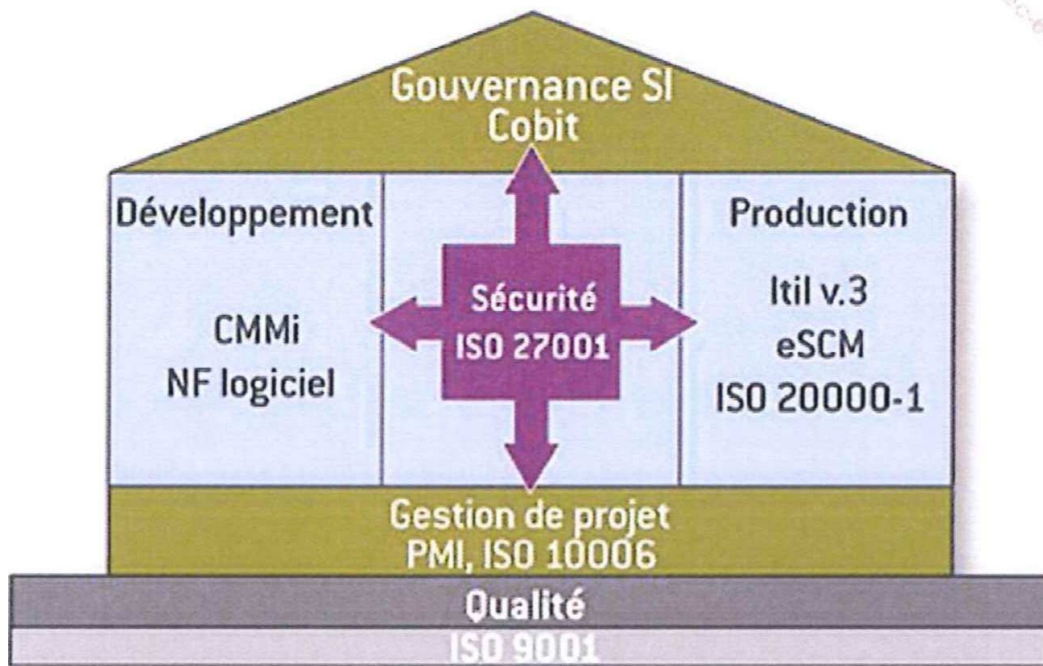 Gouvernance SI
Cobit
Développement
CMMi
NF logiciel
Sécurité
ISO 27001
Production
Itil v.3
eSCM
ISO 20000-1
Gestion de projet
PMI, ISO 10006
Qualité
ISO 9001